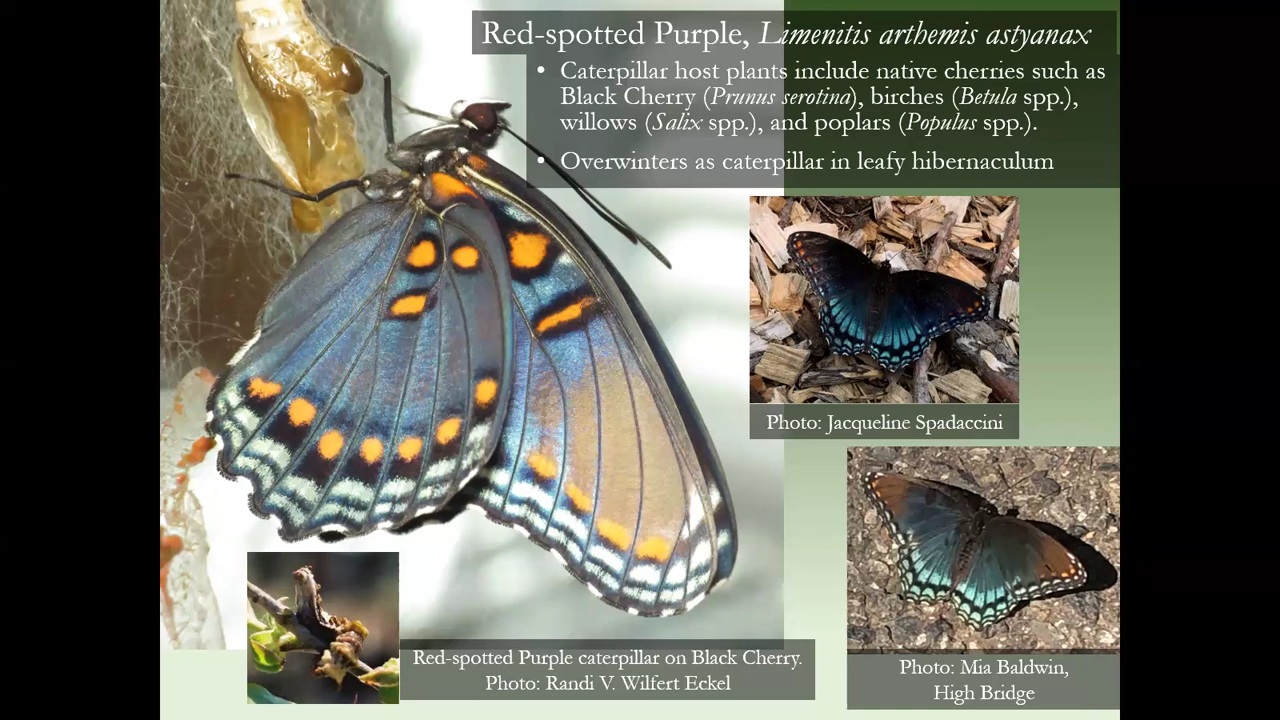 Red-spotted Purple, Limenitis arthemis astyanax
• Caterpillar host plants include native cherries such as
Black Cherry (Prunus serotina), birches (Betula spp.),
willows (Salix spp.), and poplars (Populus spp.).
• Overwinters as caterpillar in leafy hibernaculum
Photo: Jacqueline Spadaccini
Red-spotted Purple caterpillar on Black Cherry.
Photo: Randi V. Wilfert Eckel
Photo: Mia Baldwin,
High Bridge